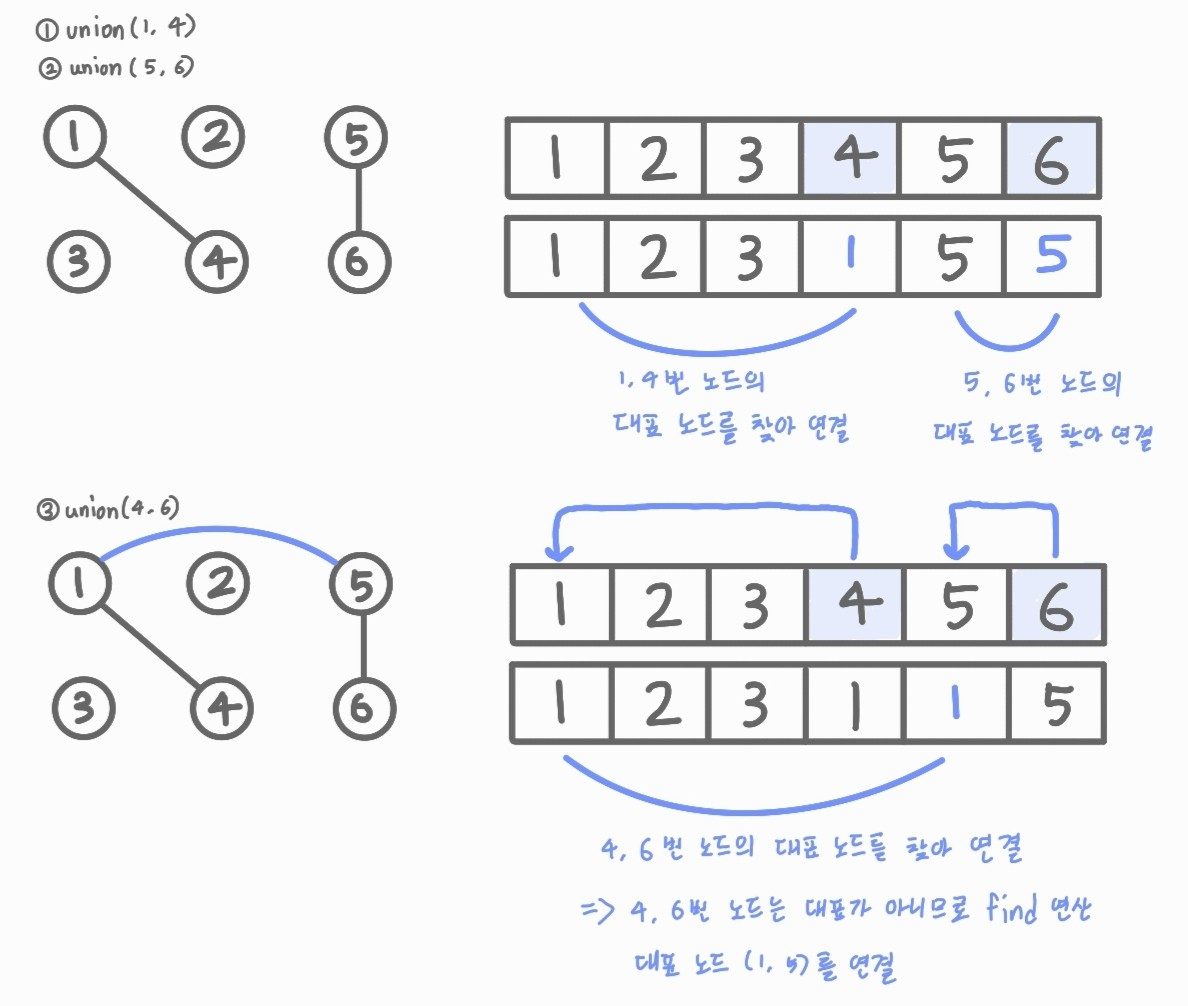 ① union(1, 4)
② union(5, 6)
1 2 5
3 4 6
1 2 3 4 5 6
1 2 3 1 5 5
1, 4번 노드의
대표 노드를 찾아 연결
5, 6번 노드의
대표 노드를 찾아 연결
③ union(4, 6)
1 2 5
3 4 6
1 2 3 4 5 6
1 2 3 1 1 5
4, 6번 노드의 대표 노드를 찾아 연결
=> 4, 6번 노드는 대표가 아니므로 find 연산
대표 노드 (1, 5)를 연결